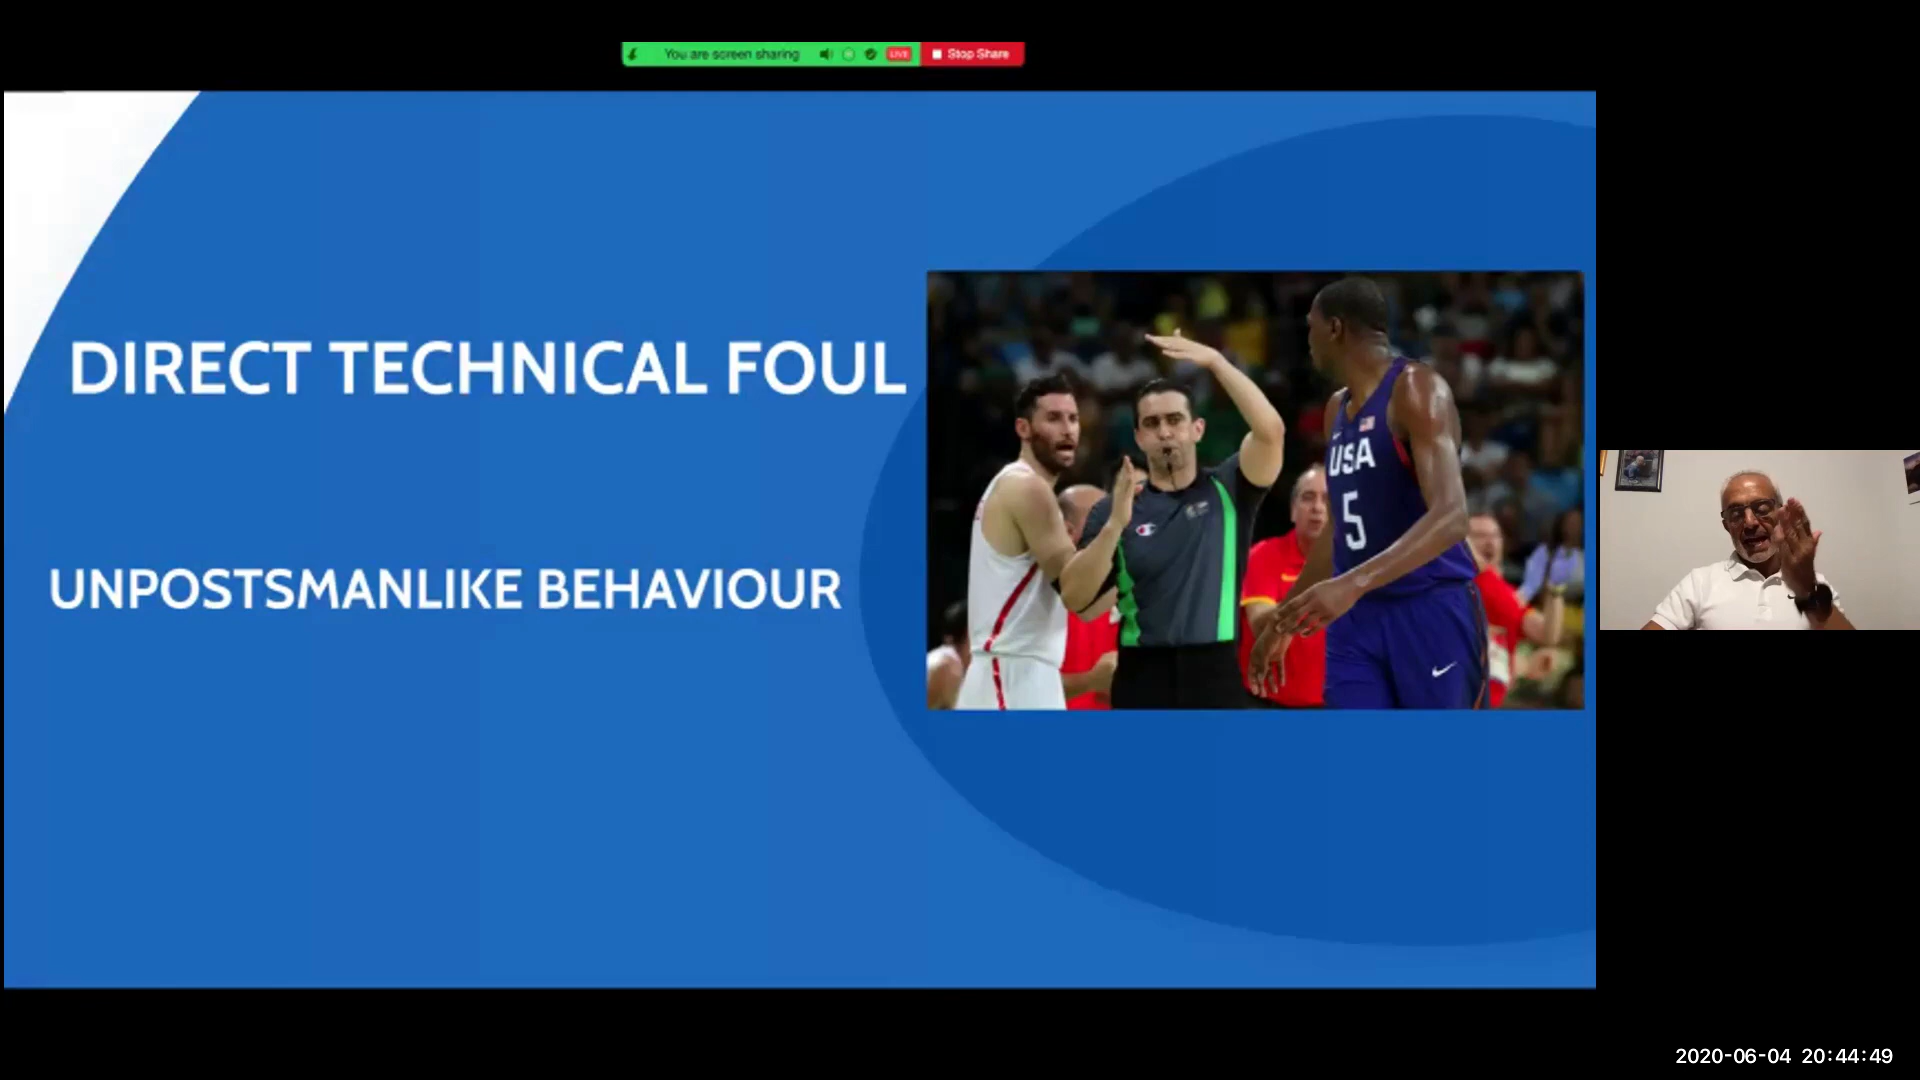 You are screen sharing LIVE Stop Share
DIRECT TECHNICAL FOUL
UNPOSTSMANLIKE BEHAVIOUR
USA
5
2020-06-04 20:44:49